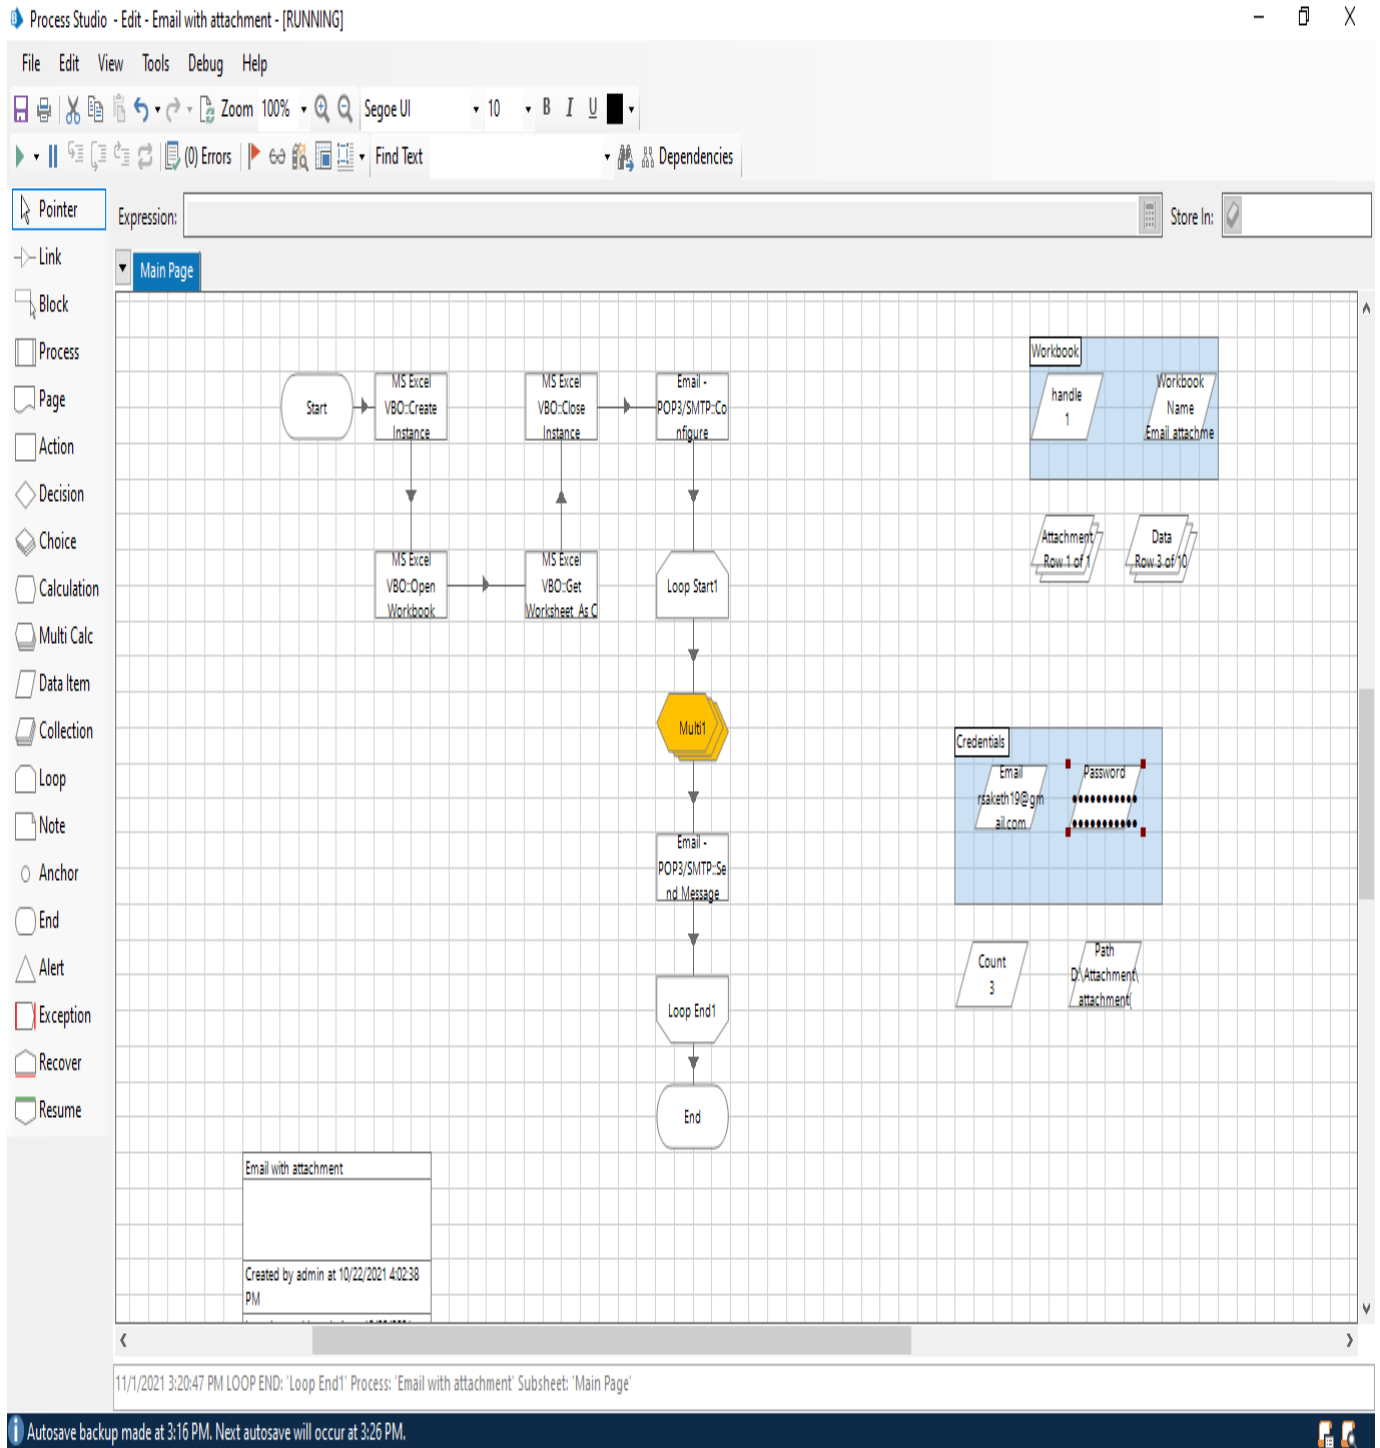 Process Studio - Edit - Email with attachment - [RUNNING]
File Edit View Tools Debug Help
Zoom 100% Segoe UI 10 B I U
(0) Errors Find Text Dependencies
Expression: Store In:
Pointer
Link
Block
Process
Page
Action
Decision
Choice
Calculation
Multi Calc
Data Item
Collection
Loop
Note
Anchor
End
Alert
Exception
Recover
Resume
Main Page
Start
MS Excel
VBO::Create
Instance
MS Excel
VBO::Close
Instance
Email -
POP3/SMTP::Co
nfigure
MS Excel
VBO::Open
Workbook
MS Excel
VBO::Get
Worksheet As C
Loop Start1
Multi1
Email -
POP3/SMTP::Se
nd Message
Loop End1
End
Workbook
handle
1
Workbook
Name
Email attachme
Attachment
Row 1 of 1
Data
Row 3 of 10
Credentials
Email
rsaketh19@gm
ail.com
Password
Count
3
Path
D:\Attachment\
attachment(
Email with attachment
Created by admin at 10/22/2021 4:02:38
PM
11/1/2021 3:20:47 PM LOOP END: 'Loop End1' Process: 'Email with attachment' Subsheet: 'Main Page'
Autosave backup made at 3:16 PM. Next autosave will occur at 3:26 PM.